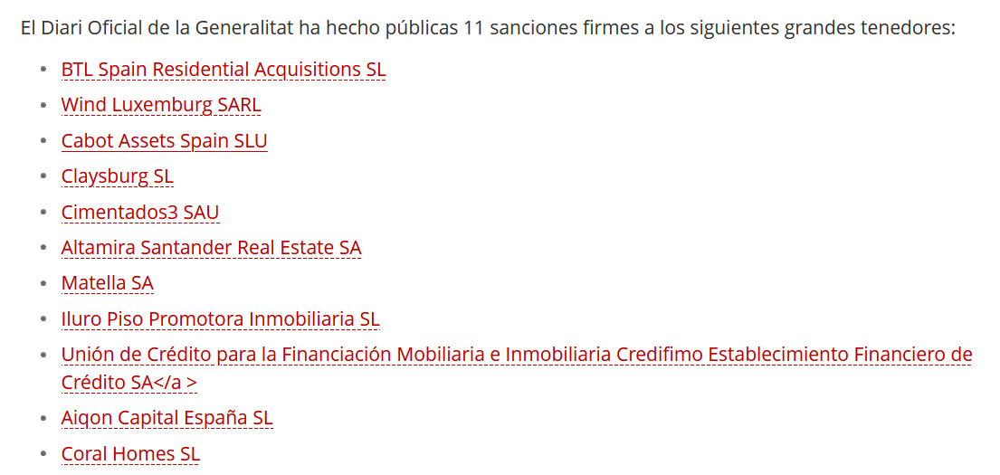 El Diari Oficial de la Generalitat ha hecho públicas 11 sanciones firmes a los siguientes grandes tenedores:
• BTL Spain Residential Acquisitions SL
• Wind Luxemburg SARL
• Cabot Assets Spain SLU
• Claysburg SL
• Cimentados3 SAU
• Altamira Santander Real Estate SA
• Matella SA
• Iluro Piso Promotora Inmobiliaria SL
• Unión de Crédito para la Financiación Mobiliaria e Inmobiliaria Credifimo Establecimiento Financiero de
Crédito SA</a >
• Aiqon Capital España SL
• Coral Homes SL